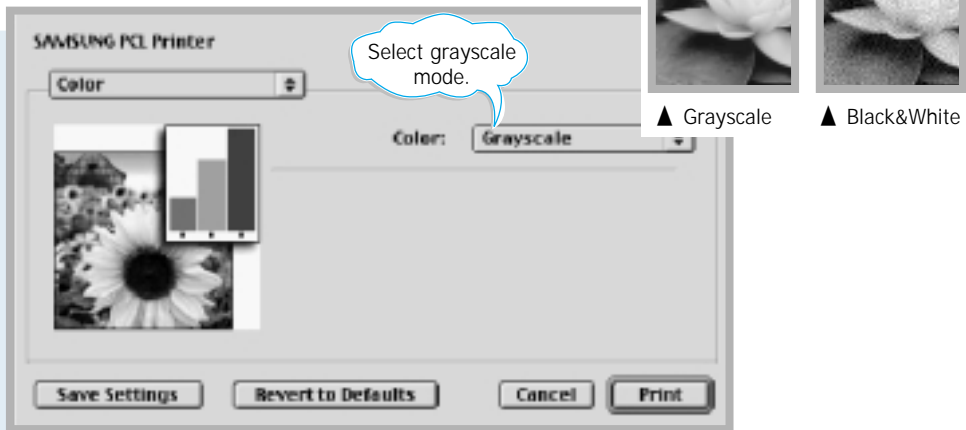 SAMSUNG PCL Printer
Select grayscale
mode.
Color
Color: Grayscale
▲ Grayscale ▲ Black&White
Save Settings Revert to Defaults Cancel Print